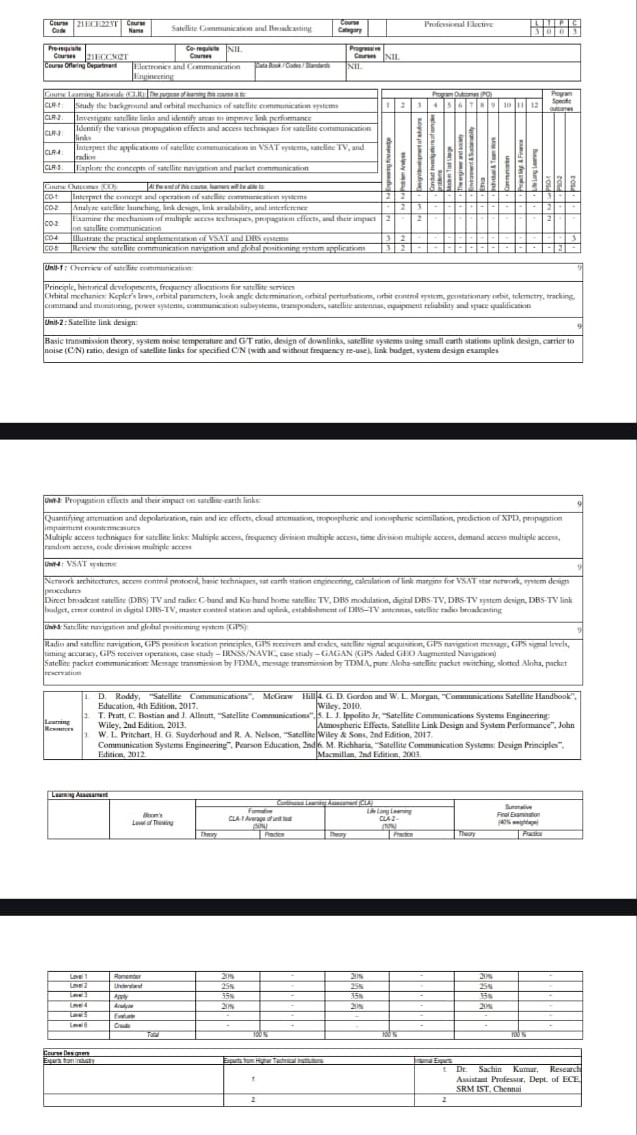 Course Code 21ECE223T Course Name Satellite Communication and Broadcasting Course Category Professional Elective L T P C
3 0 0 3
Pre-requisite Courses 21ECC302T Co- requisite Courses NIL Progressive Courses NIL
Course Offering Department Electronics and Communication Engineering Data Book / Codes / Standards NIL
Course Learning Rationale (CLR): The purpose of learning this course is to: Program Outcomes (PO) Program Specific outcomes
CLR-1: Study the background and orbital mechanics of satellite communication systems 1 2 3 4 5 6 7 8 9 10 11 12
CLR-2: Investigate satellite links and identify areas to improve link performance
CLR-3: Identify the various propagation effects and access techniques for satellite communication links
CLR-4: Interpret the applications of satellite communication in VSAT systems, satellite TV, and radios
CLR-5: Explore the concepts of satellite navigation and packet communication
Engineering Knowledge
Problem Analysis
Design/development of solutions
Conduct investigations of complex problems
Modern Tool Usage
The engineer and society
Environment & Sustainability
Ethics
Individual & Team Work
Communication
Project Mgt. & Finance
Life Long Learning
PSO-1
PSO-2
PSO-3
Course Outcomes (CO): At the end of this course, learners will be able to:
CO-1: Interpret the concept and operation of satellite communication systems 2 2 - - - - - - - - - - 3 - -
CO-2: Analyze satellite launching, link design, link availability, and interference - 2 3 - - - - - - - - - 2 - -
CO-3: Examine the mechanism of multiple access techniques, propagation effects, and their impact on satellite communication 2 - 2 - - - - - - - - - 2 - -
CO-4: Illustrate the practical implementation of VSAT and DBS systems 3 2 - - - - - - - - - - - - 3
CO-5: Review the satellite communication navigation and global positioning system applications 3 2 - - - - - - - - - - - 2 -
Unit-1 : Overview of satellite communication: 9
Principle, historical developments, frequency allocations for satellite services
Orbital mechanics: Kepler's laws, orbital parameters, look angle determination, orbital perturbations, orbit control system, geostationary orbit, telemetry, tracking,
command and monitoring, power systems, communication subsystems, transponders, satellite antennas, equipment reliability and space qualification
Unit-2 : Satellite link design: 9
Basic transmission theory, system noise temperature and G/T ratio, design of downlinks, satellite systems using small earth stations uplink design, carrier to
noise (C/N) ratio, design of satellite links for specified C/N (with and without frequency re-use), link budget, system design examples
Unit-3: Propagation effects and their impact on satellite-earth links: 9
Quantifying attenuation and depolarization, rain and ice effects, cloud attenuation, tropospheric and ionospheric scintillation, prediction of XPD, propagation
impairment countermeasures
Multiple access techniques for satellite links: Multiple access, frequency division multiple access, time division multiple access, demand access multiple access,
random access, code division multiple access
Unit-4 : VSAT systems: 9
Network architectures, access control protocol, basic techniques, sat earth station engineering, calculation of link margins for VSAT star network, system design
procedures
Direct broadcast satellite (DBS) TV and radio: C-band and Ku-band home satellite TV, DBS modulation, digital DBS-TV, DBS-TV system design, DBS-TV link
budget, error control in digital DBS-TV, master control station and uplink, establishment of DBS–TV antennas, satellite radio broadcasting
Unit-5: Satellite navigation and global positioning system (GPS): 9
Radio and satellite navigation, GPS position location principles, GPS receivers and codes, satellite signal acquisition, GPS navigation message, GPS signal levels,
timing accuracy, GPS receiver operation, case study – IRNSS/NAVIC, case study – GAGAN (GPS Aided GEO Augmented Navigation)
Satellite packet communication: Message transmission by FDMA, message transmission by TDMA, pure Aloha-satellite packet switching, slotted Aloha, packet
reservation
Learning Resources
1. D. Roddy, "Satellite Communications", McGraw Hill Education, 4th Edition, 2017.
2. T. Pratt, C. Bostian and J. Allnutt, "Satellite Communications", Wiley, 2nd Edition, 2013.
3. W. L. Pritchart, H. G. Suyderhoud and R. A. Nelson, "Satellite Communication Systems Engineering", Pearson Education, 2nd Edition, 2012.
4. G. D. Gordon and W. L. Morgan, "Communications Satellite Handbook", Wiley, 2010.
5. L. J. Ippolito Jr, "Satellite Communications Systems Engineering: Atmospheric Effects, Satellite Link Design and System Performance", John Wiley & Sons, 2nd Edition, 2017.
6. M. Richharia, "Satellite Communication Systems: Design Principles", Macmillan, 2nd Edition, 2003.
Learning Assessment
Bloom's Level of Thinking
Continuous Learning Assessment (CLA)
Formative CLA-1 Average of unit test (50%)
Life Long Learning CLA-2 - (10%)
Summative Final Examination (40% weightage)
Theory Practice Theory Practice Theory Practice
Level 1 Remember 20% - 20% - 20% -
Level 2 Understand 25% - 25% - 25% -
Level 3 Apply 35% - 35% - 35% -
Level 4 Analyze 20% - 20% - 20% -
Level 5 Evaluate - - - - - -
Level 6 Create - - - - - -
Total 100 % 100 % 100 %
Course Designers
Experts from Industry Experts from Higher Technical Institutions Internal Experts
1. 1. Dr. Sachin Kumar, Research Assistant Professor, Dept. of ECE, SRM IST, Chennai
2. 2.